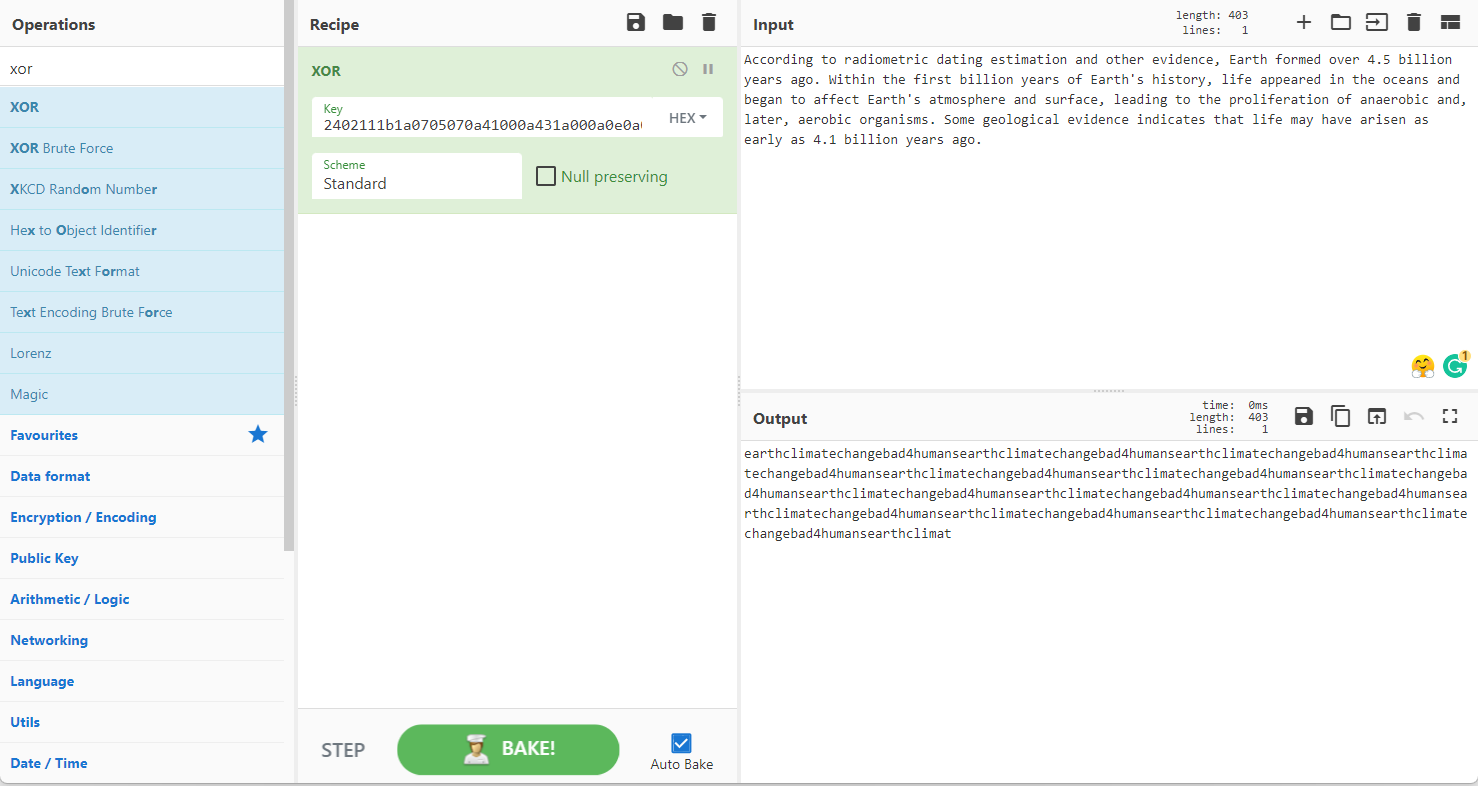 Operations
xor
XOR
XOR Brute Force
XKCD Random Number
Hex to Object Identifier
Unicode Text Format
Text Encoding Brute Force
Lorenz
Magic
Favourites
Data format
Encryption / Encoding
Public Key
Arithmetic / Logic
Networking
Language
Utils
Date / Time
Recipe
XOR
Key
2402111b1a0705070a41000a431a000a0e0a
HEX
Scheme
Standard
Null preserving
STEP
BAKE!
Auto Bake
Input
length: 403
lines: 1
According to radiometric dating estimation and other evidence, Earth formed over 4.5 billion
years ago. Within the first billion years of Earth's history, life appeared in the oceans and
began to affect Earth's atmosphere and surface, leading to the proliferation of anaerobic and,
later, aerobic organisms. Some geological evidence indicates that life may have arisen as
early as 4.1 billion years ago.
1
Output
time: 0ms
length: 403
lines: 1
earthclimatechangebad4humansearthclimatechangebad4humansearthclimatechangebad4humansearthclima
techangebad4humansearthclimatechangebad4humansearthclimatechangebad4humansearthclimatechangeba
d4humansearthclimatechangebad4humansearthclimatechangebad4humansearthclimatechangebad4humansea
rthclimatechangebad4humansearthclimatechangebad4humansearthclimatechangebad4humansearthclimate
changebad4humansearthclimat